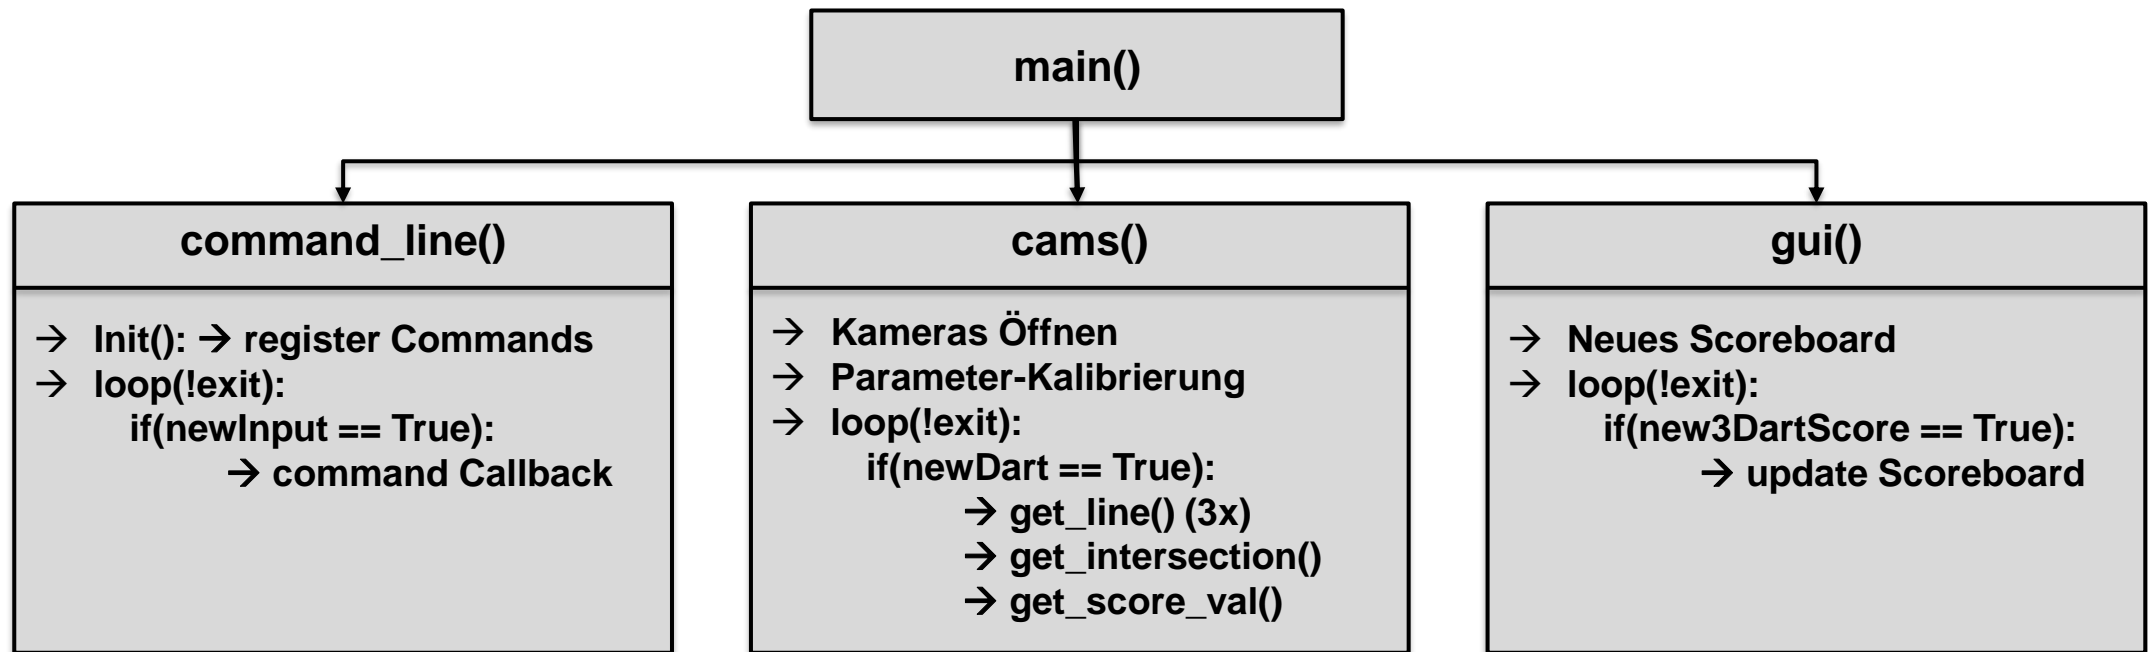 main()
command_line()
→ Init(): → register Commands
→ loop(!exit):
if(newInput == True):
→ command Callback
cams()
→ Kameras Öffnen
→ Parameter-Kalibrierung
→ loop(!exit):
if(newDart == True):
→ get_line() (3x)
→ get_intersection()
→ get_score_val()
gui()
→ Neues Scoreboard
→ loop(!exit):
if(new3DartScore == True):
→ update Scoreboard